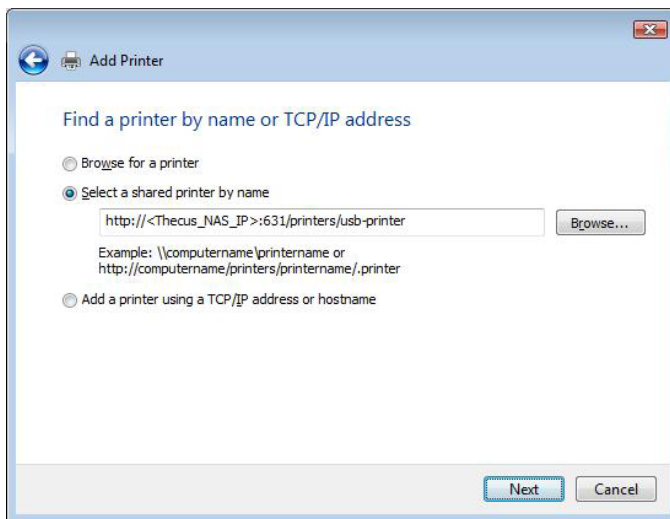 Add Printer
Find a printer by name or TCP/IP address
Browse for a printer
Select a shared printer by name
http://<Thecus_NAS_IP>:631/printers/usb-printer
Browse...
Example: \\computername\printername or
http://computername/printers/printername/.printer
Add a printer using a TCP/IP address or hostname
Next
Cancel